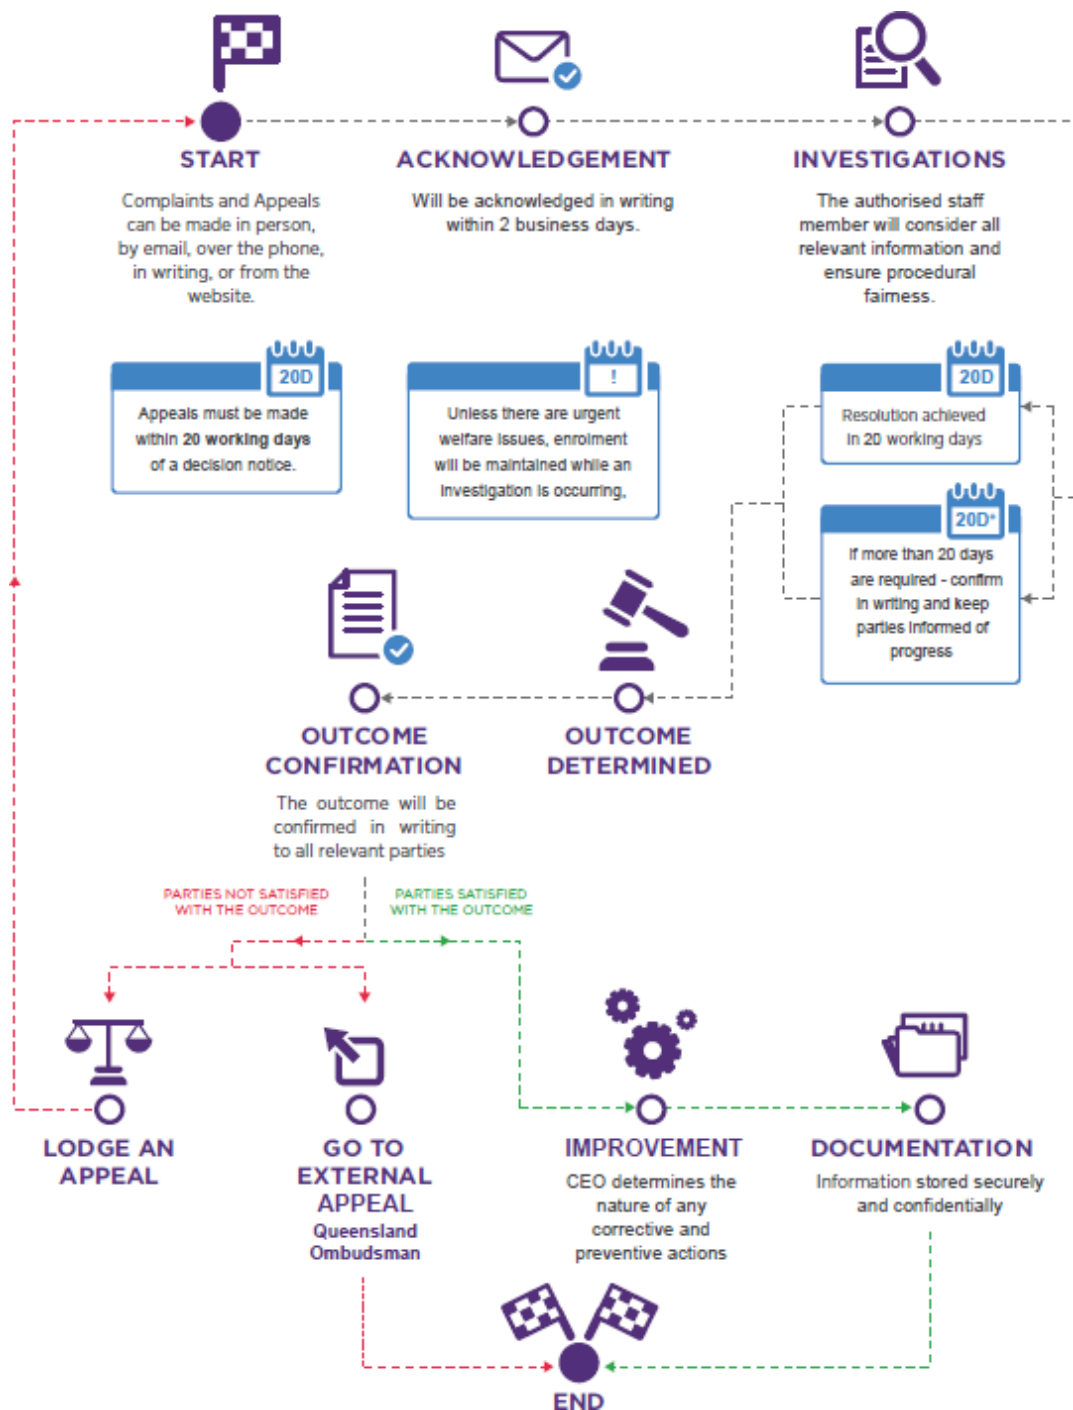 START
Complaints and Appeals
can be made in person,
by email, over the phone,
in writing, or from the
website.
ACKNOWLEDGEMENT
Will be acknowledged in writing
within 2 business days.
INVESTIGATIONS
The authorised staff
member will consider all
relevant information and
ensure procedural
fairness.
20D
Appeals must be made
within 20 working days
of a decision notice.
!
Unless there are urgent
welfare issues, enrolment
will be maintained while an
investigation is occurring,
20D
Resolution achieved
in 20 working days
20D*
If more than 20 days
are required - confirm
in writing and keep
parties informed of
progress
OUTCOME
DETERMINED
OUTCOME
CONFIRMATION
The outcome will be
confirmed in writing
to all relevant parties
PARTIES NOT SATISFIED
WITH THE OUTCOME
PARTIES SATISFIED
WITH THE OUTCOME
LODGE AN
APPEAL
GO TO
EXTERNAL
APPEAL
Queensland
Ombudsman
IMPROVEMENT
CEO determines the
nature of any
corrective and
preventive actions
DOCUMENTATION
Information stored securely
and confidentially
END